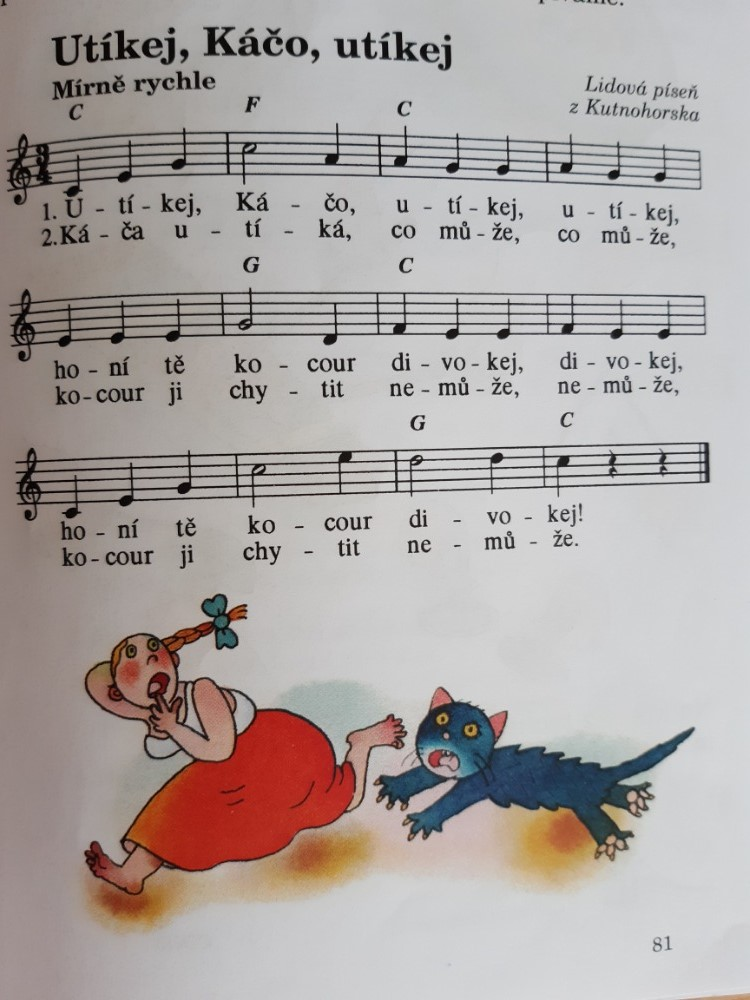 Utíkej, Káčo, utíkej
Mírně rychle
Lidová píseň
z Kutnohorska
C F C
3/4
1. U - tí - kej, Ká - čo, u - tí - kej, u - tí - kej,
2. Ká - ča u - tí - ká, co mů - že, co mů - že,
G C
ho - ní tě ko - cour di - vo - kej, di - vo - kej,
ko - cour ji chy - tit ne - mů - že, ne - mů - že,
G C
ho - ní tě ko - cour di - vo - kej!
ko - cour ji chy - tit ne - mů - že.
81